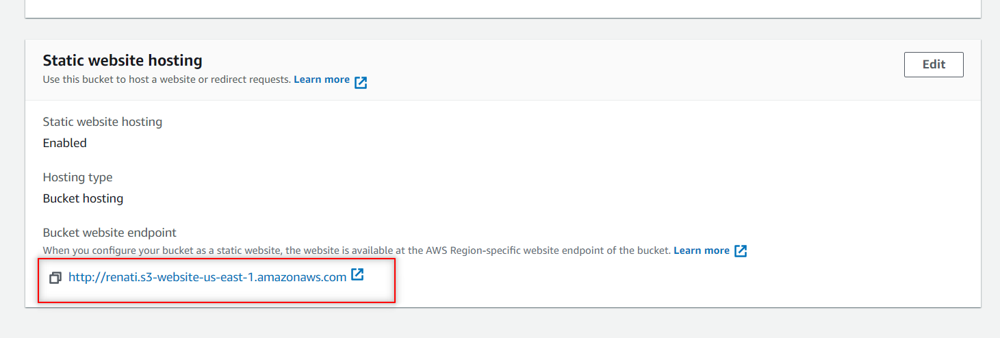 Static website hosting
Edit
Use this bucket to host a website or redirect requests. Learn more
Static website hosting
Enabled
Hosting type
Bucket hosting
Bucket website endpoint
When you configure your bucket as a static website, the website is available at the AWS Region-specific website endpoint of the bucket. Learn more
http://renati.s3-website-us-east-1.amazonaws.com